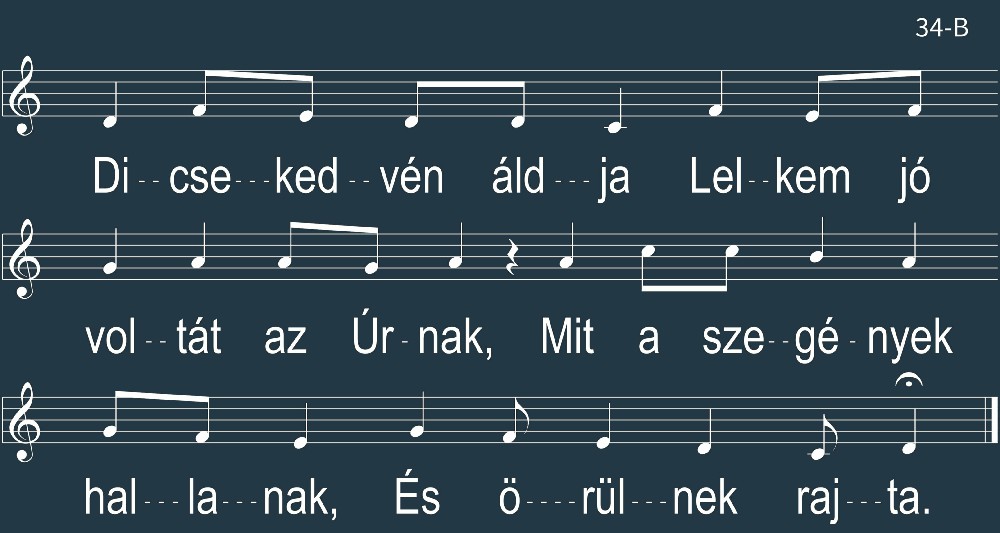 34-B
Di--cse---ked--vén áld---ja Lel--kem jó
vol--tát az Úr-nak, Mit a sze--gé-nyek
hal---la---nak, És ö----rül---nek raj---ta.